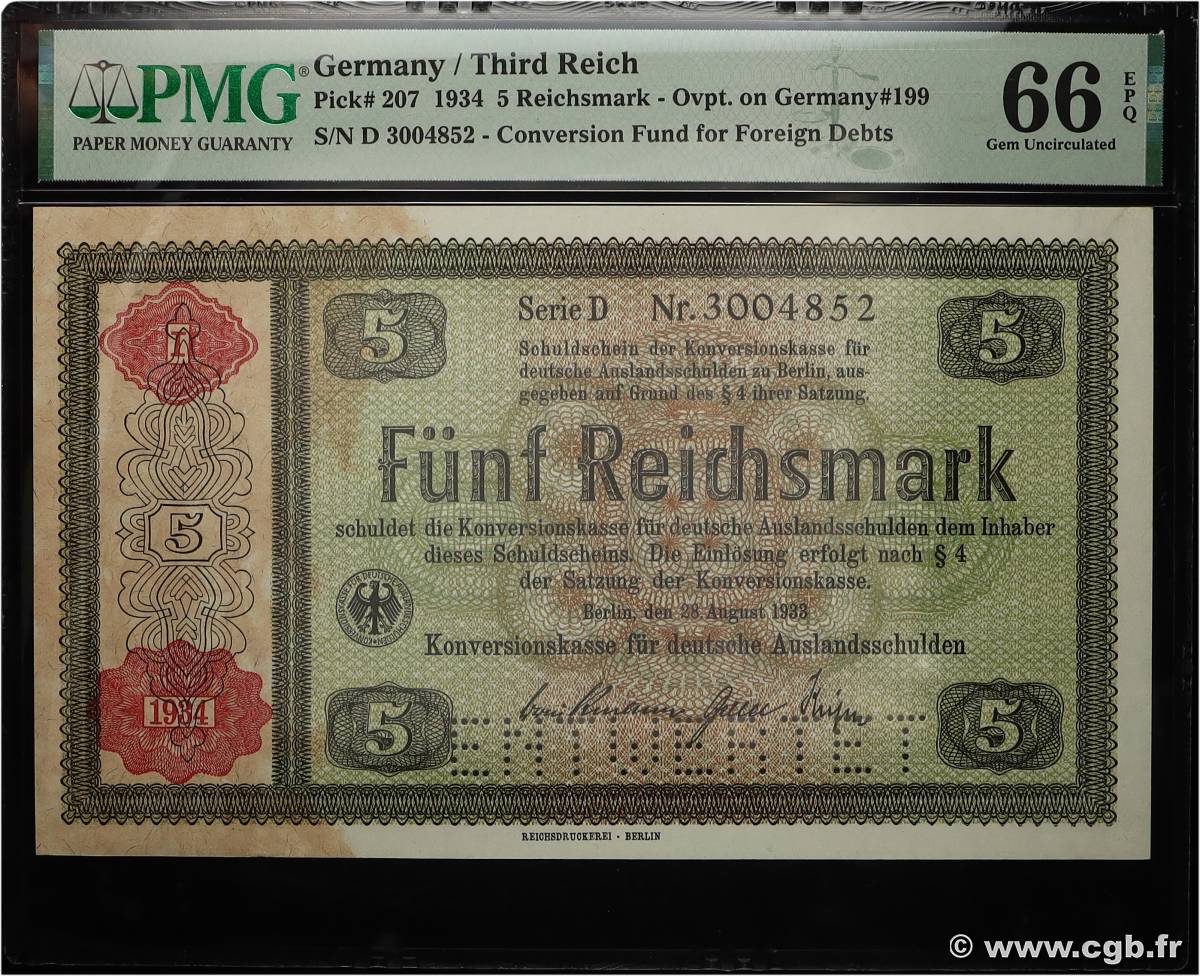 PMG®
PAPER MONEY GUARANTY
Germany / Third Reich
Pick# 207 1934 5 Reichsmark - Ovpt. on Germany#199
S/N D 3004852 - Conversion Fund for Foreign Debts
66
EPQ
Gem Uncirculated
5
Serie D Nr. 3004852
5
Schuldschein der Konversionskasse für
deutsche Auslandsschulden zu Berlin, aus-
gegeben auf Grund des § 4 ihrer Satzung.
Fünf Reichsmark
5
schuldet die Konversionskasse für deutsche Auslandsschulden dem Inhaber
dieses Schuldscheins. Die Einlösung erfolgt nach § 4
der Satzung der Konversionskasse.
Berlin, den 28. August 1933
Konversionskasse für deutsche Auslandsschulden
1934
5
5
ENTWERTET
REICHSDRUCKEREI · BERLIN
© www.cgb.fr